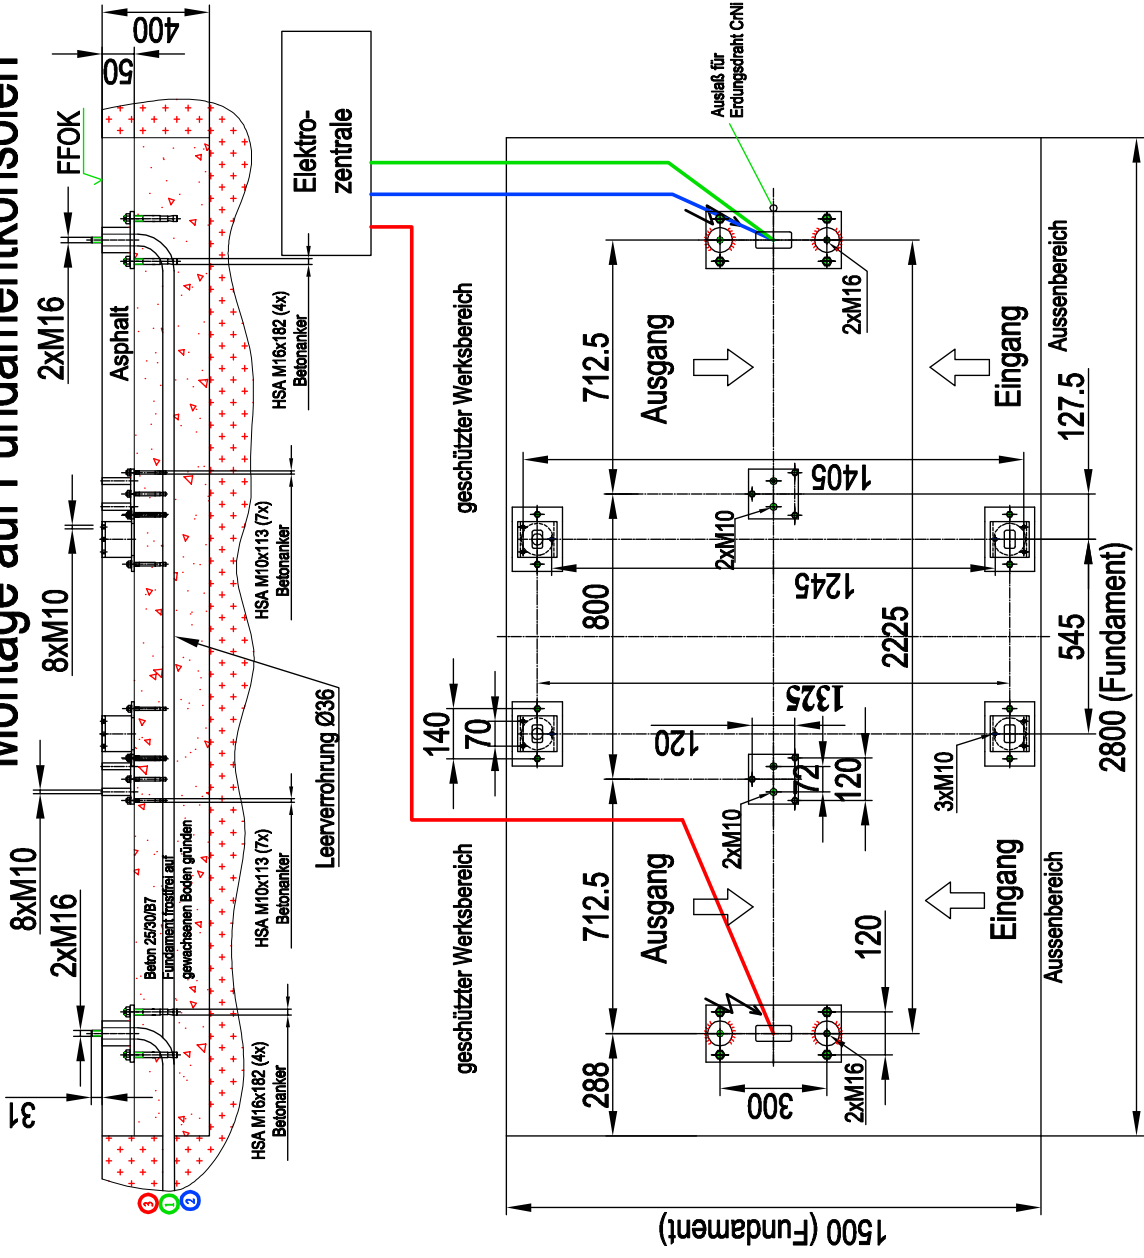 Montage auf Fundamentkonsolen
31
2xM16
8xM10
8xM10
2xM16
FFOK
50
400
Asphalt
Beton 25/30/B7
Fundament frostfrei auf
gewachsenen Boden gründen
HSA M16x182 (4x)
Betonanker
HSA M10x113 (7x)
Betonanker
HSA M10x113 (7x)
Betonanker
HSA M16x182 (4x)
Betonanker
Leerverrohrung Ø36
3
1
2
Elektro-
zentrale
Auslaß für
Erdungsdraht CrNi
geschützter Werksbereich
geschützter Werksbereich
140
70
288
712.5
800
712.5
Ausgang
Ausgang
120
1325
1245
1405
2xM10
2xM10
72
120
300
2xM16
120
2225
2xM16
3xM10
Eingang
Eingang
Aussenbereich
Aussenbereich
545
127.5
2800 (Fundament)
1500 (Fundament)